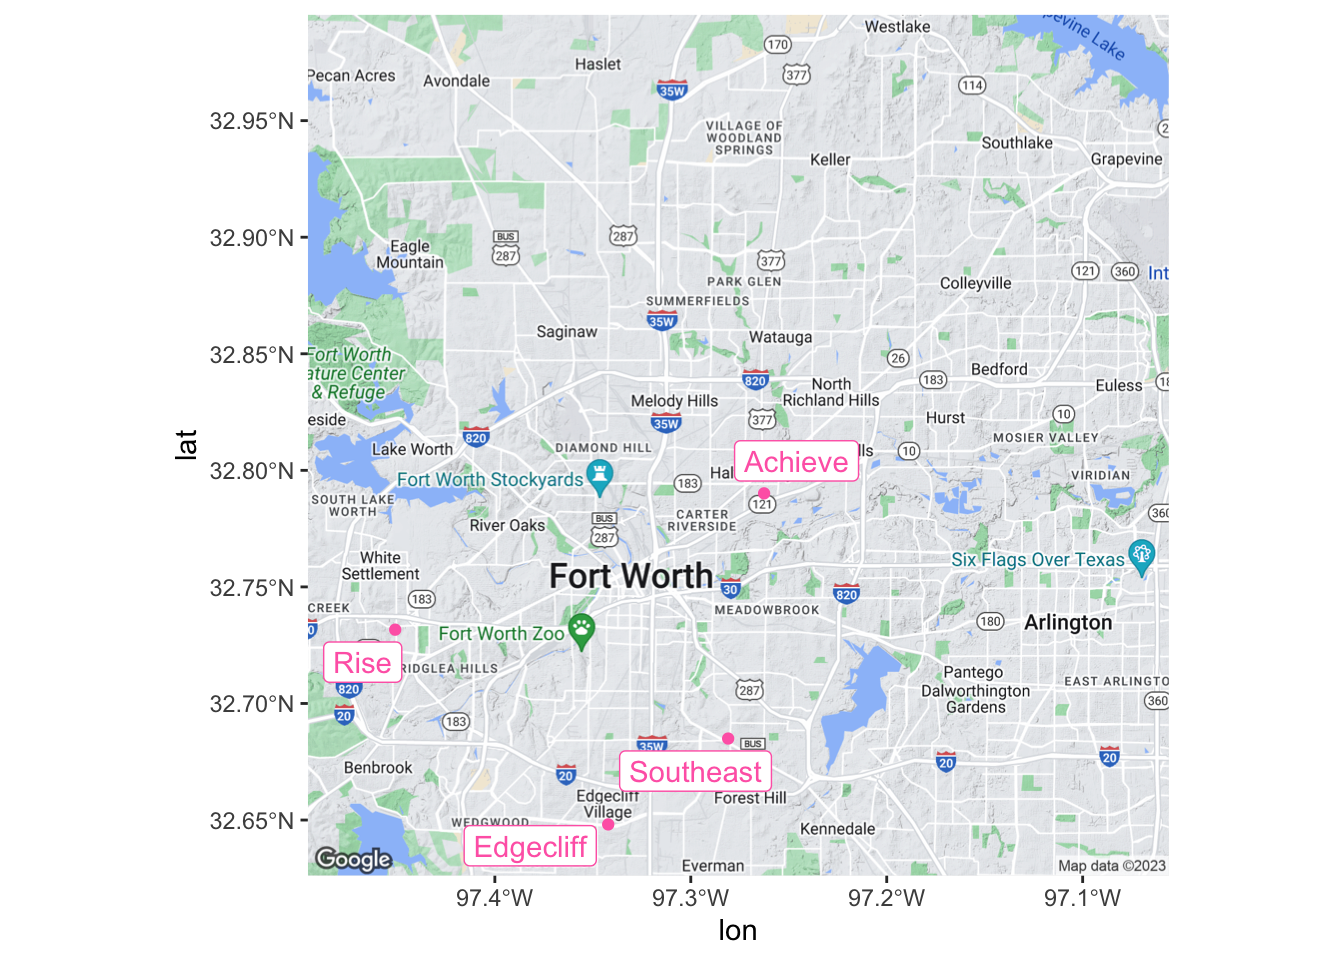 Westlake
pevine Lake
170
Haslet
377
Pecan Acres
Avondale
35W
114
32.95°N
VILLAGE OF
WOODLAND
SPRINGS
2
Southlake
Keller
Grapevine
32.90°N
BUS
287
287
Eagle
Mountain
377
121
360
Int
PARK GLEN
Colleyville
SUMMERFIELDS
35W
Saginaw
Watauga
32.85°N
Fort Worth
ature Center
& Refuge
26
Bedford
820
183
18
North
Richland Hills
Euless
Melody Hills
377
10
eside
35W
Hurst
820
MOSIER VALLEY
lat
Lake Worth
DIAMOND HILL
10
lls
Achieve
32.80°N
Hal
Fort Worth Stockyards
183
VIRIDIAN
SOUTH LAKE
WORTH
121
360
River Oaks
BUS
287
CARTER
RIVERSIDE
White
Settlement
Six Flags Over Texas
Fort Worth
32.75°N
30
820
183
CREEK
MEADOWBROOK
180
Arlington
0
Fort Worth Zoo
Rise
RIDGLEA HILLS
Pantego
EAST ARLINGTO
820
287
Dalworthington
Gardens
32.70°N
360
20
183
35W
BUS
20
20
Benbrook
20
Southeast
Edgecliff
Village
Forest Hill
32.65°N
WEDGWOOD
Kennedale
Edgecliff
Google
Everman
Map data ©2023
97.4°W
97.3°W
97.2°W
97.1°W
lon